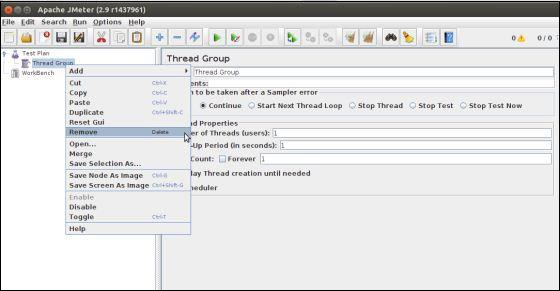 Apache JMeter (2.9 r1437961)
File Edit Search Run Options Help
0 0 / 0
Test Plan
Thread Group
WorkBench
Add
Cut Ctrl-X
Copy Ctrl-C
Paste Ctrl-V
Duplicate Ctrl+Shift-C
Reset Gui
Remove Delete
Open...
Merge
Save Selection As...
Save Node As Image Ctrl-G
Save Screen As Image Ctrl+Shift-G
Enable
Disable
Toggle Ctrl-T
Help
Thread Group
Thread Group
ents:
n to be taken after a Sampler error
Continue Start Next Thread Loop Stop Thread Stop Test Stop Test Now
d Properties
er of Threads (users): 1
-Up Period (in seconds): 1
Count: Forever 1
lay Thread creation until needed
heduler